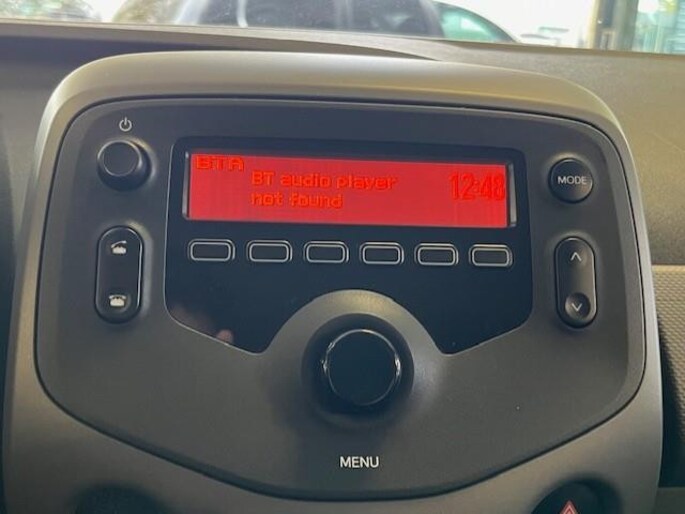 BTA
BT audio player
not found
12:48
MODE
MENU